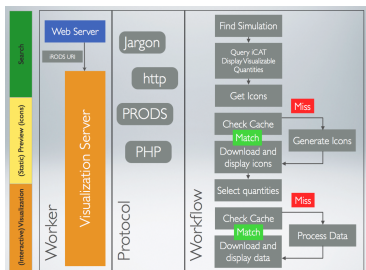 Search
(Static) Preview (Icons)
(Interactive) Visualization
Worker
Web Server
iRODS URI
Visualization Server
Protocol
Jargon
http
PRODS
PHP
Workflow
Find Simulation
Query iCAT
Display Visualizable
Quantities
Get Icons
Miss
Check Cache
Match
Generate Icons
Download and
display icons
Select quantities
Miss
Check Cache
Match
Process Data
Download and
display data